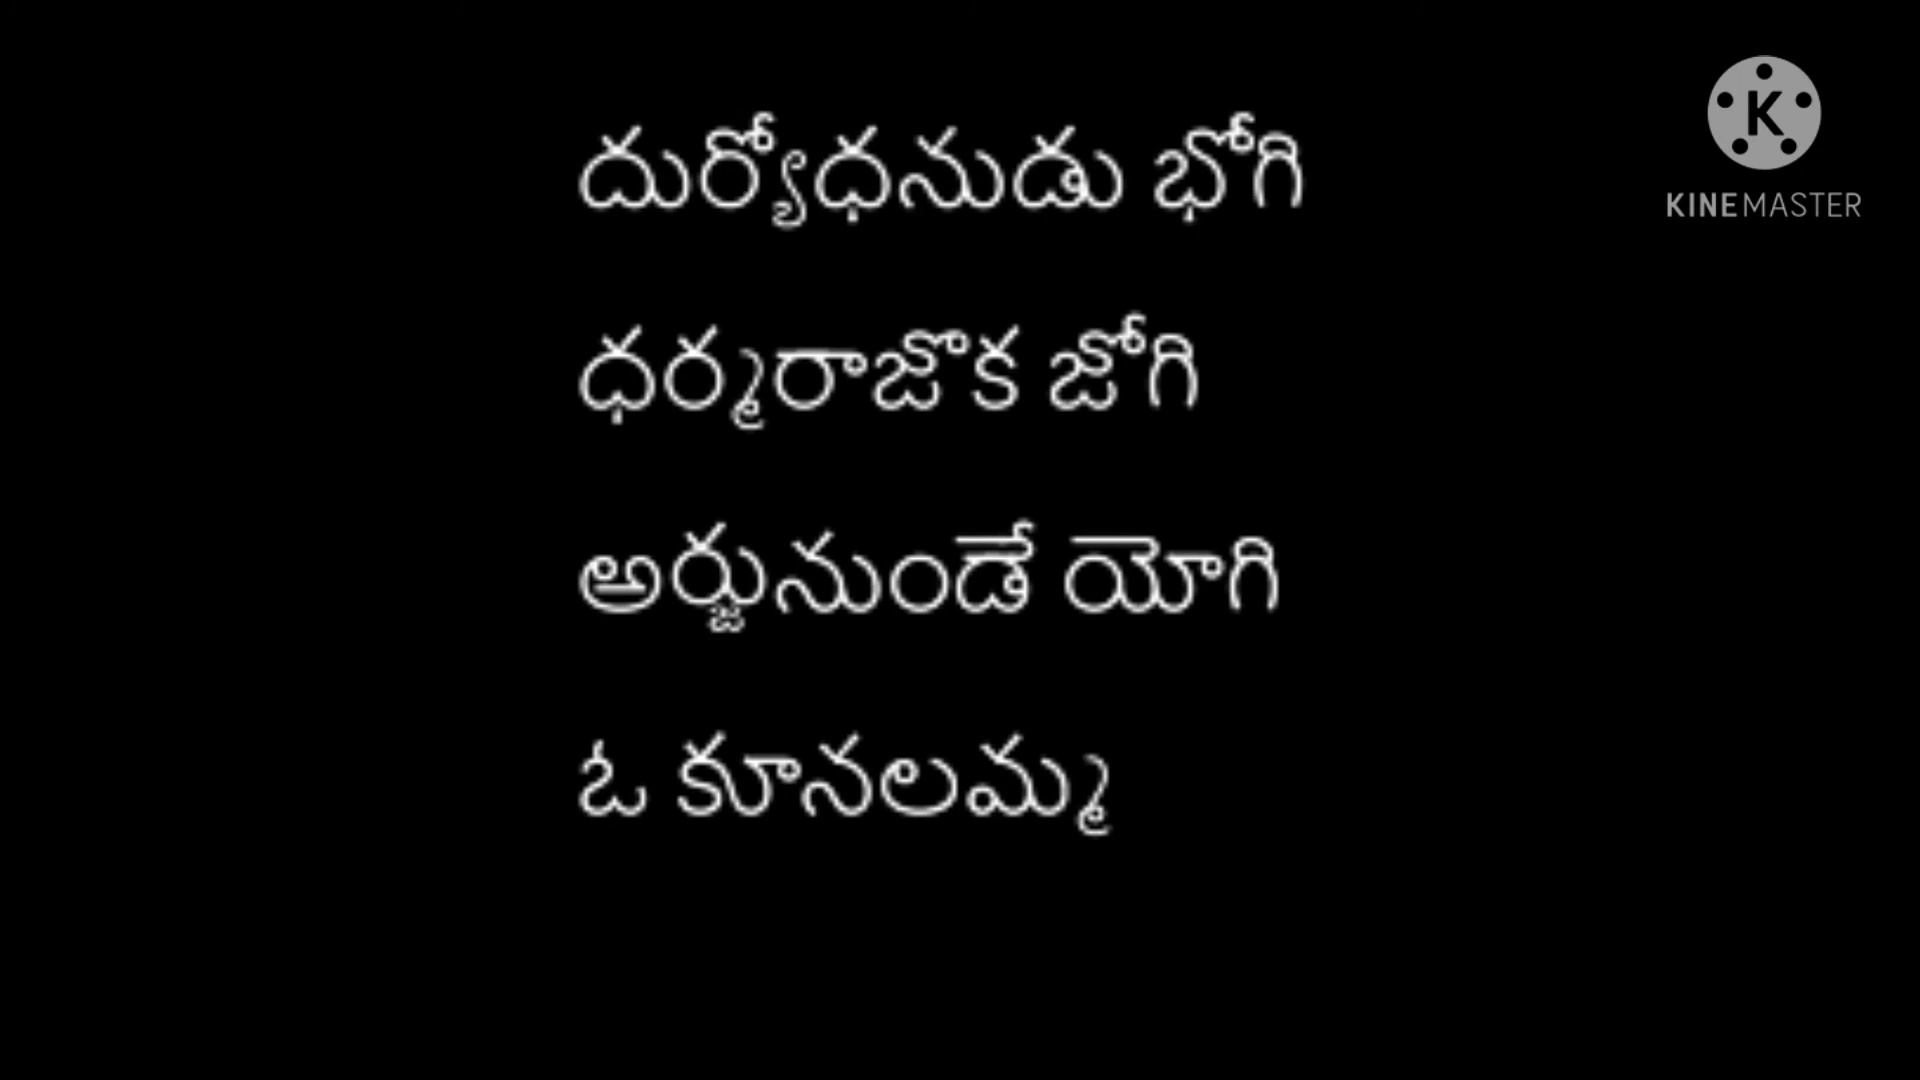 దుర్యోధనుడు భోగి
ధర్మరాజొక జోగి
అర్జునుండే యోగి
ఓ కూనలమ్మ
K
KINEMASTER